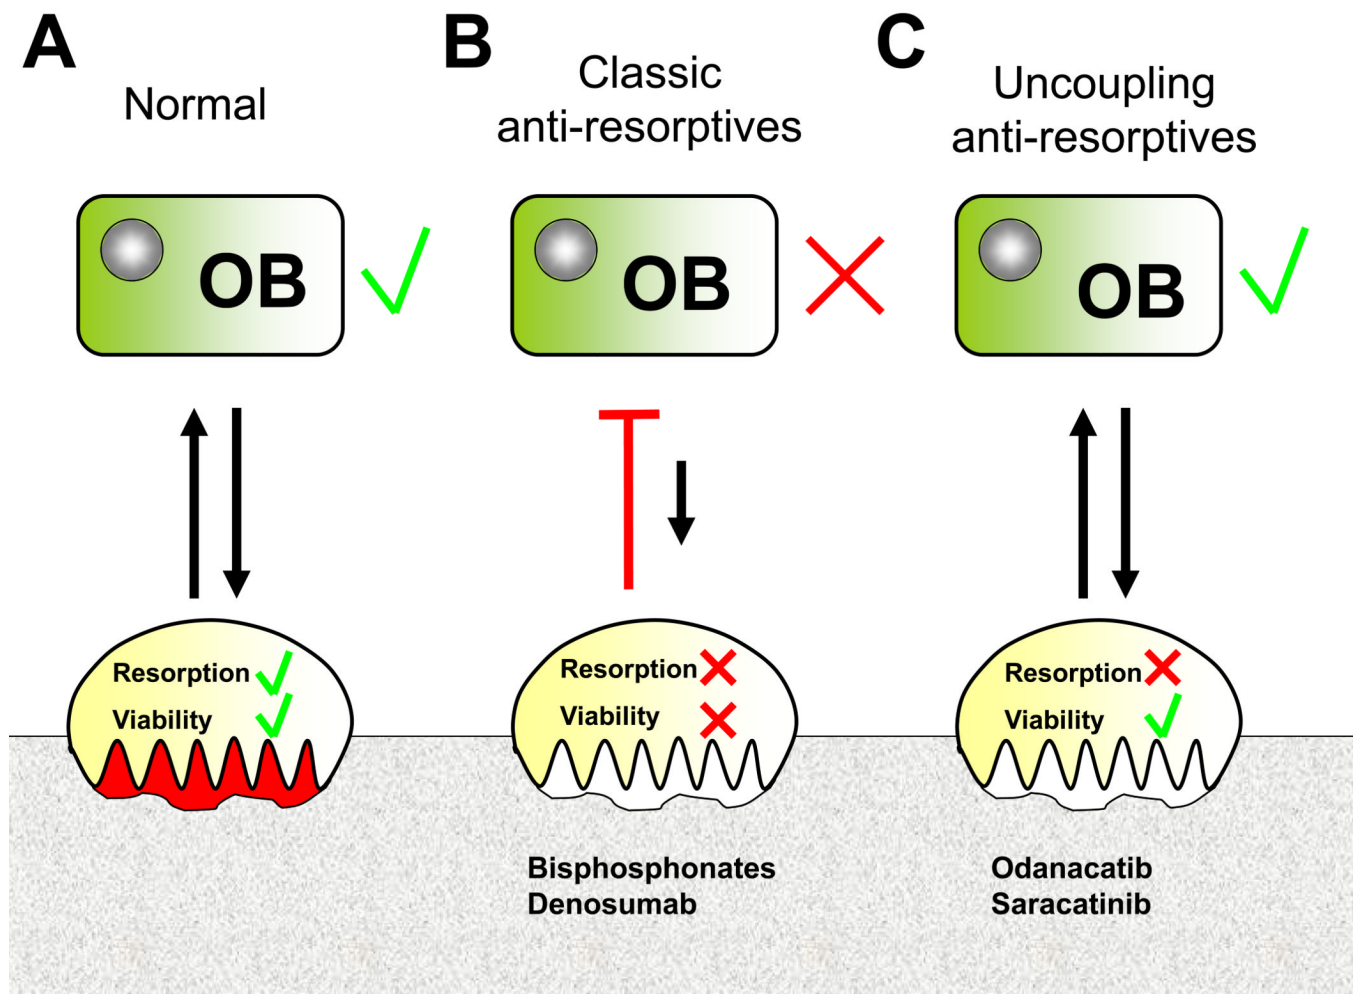 A
Normal
OB
Resorption
Viability
B
Classic
anti-resorptives
OB
Resorption
Viability
Bisphosphonates
Denosumab
C
Uncoupling
anti-resorptives
OB
Resorption
Viability
Odanacatib
Saracatinib